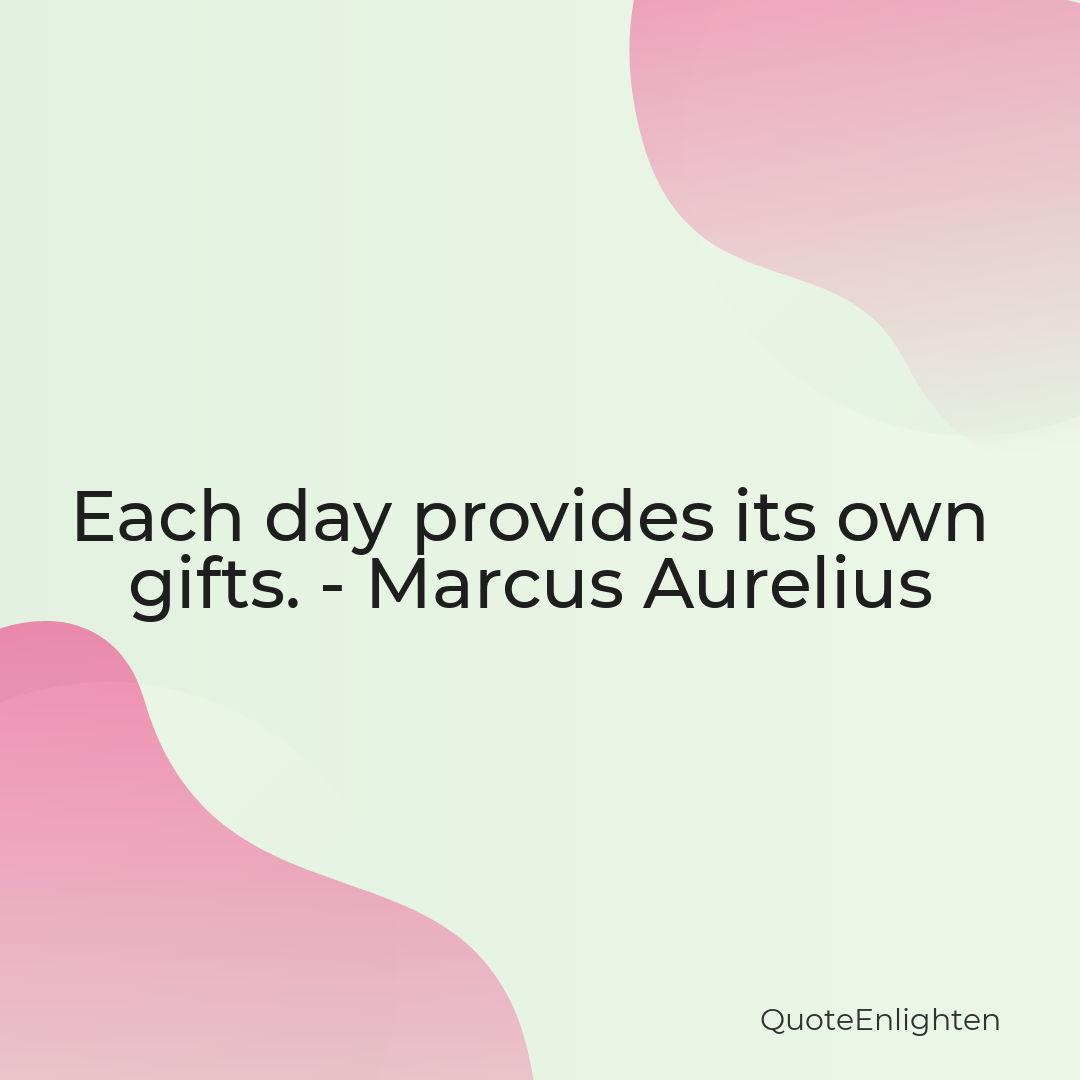 Each day provides its own
gifts. - Marcus Aurelius
QuoteEnlighten